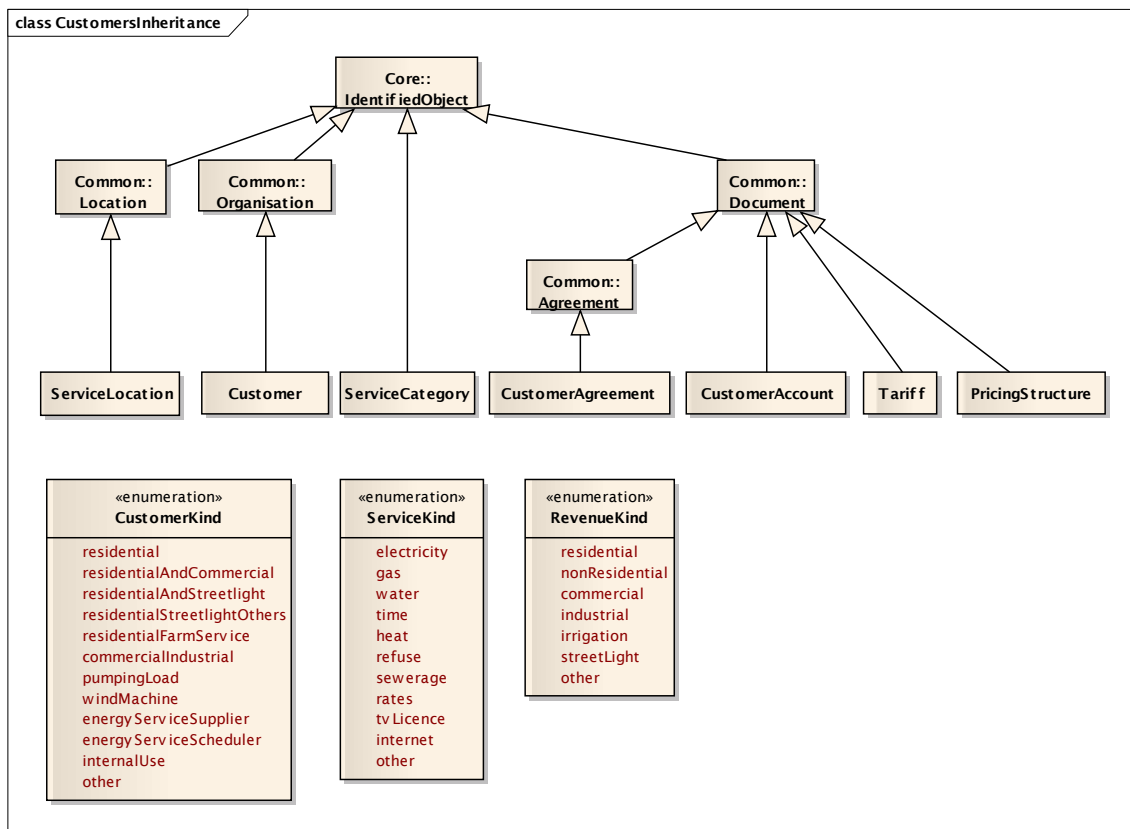 class CustomersInheritance
Core::
IdentifiedObject
Common::
Location
Common::
Organisation
Common::
Document
Common::
Agreement
ServiceLocation
Customer
ServiceCategory
CustomerAgreement
CustomerAccount
Tariff
PricingStructure
«enumeration»
CustomerKind
residential
residentialAndCommercial
residentialAndStreetlight
residentialStreetlightOthers
residentialFarmService
commercialIndustrial
pumpingLoad
windMachine
energyServiceSupplier
energyServiceScheduler
internalUse
other
«enumeration»
ServiceKind
electricity
gas
water
time
heat
refuse
sewerage
rates
tvLicence
internet
other
«enumeration»
RevenueKind
residential
nonResidential
commercial
industrial
irrigation
streetLight
other